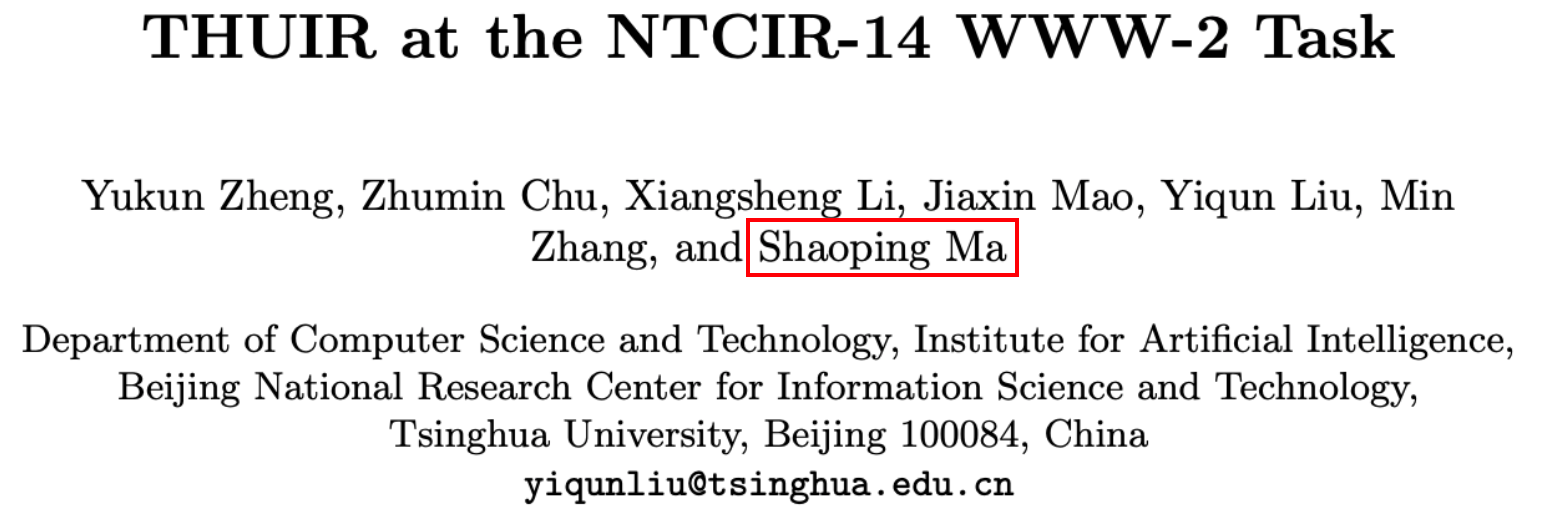 THUIR at the NTCIR-14 WWW-2 Task
Yukun Zheng, Zhumin Chu, Xiangsheng Li, Jiaxin Mao, Yiqun Liu, Min
Zhang, and Shaoping Ma
Department of Computer Science and Technology, Institute for Artificial Intelligence,
Beijing National Research Center for Information Science and Technology,
Tsinghua University, Beijing 100084, China
yiqunliu@tsinghua.edu.cn